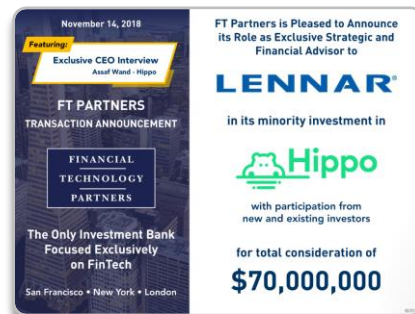 November 14, 2018
Featuring:
Exclusive CEO Interview
Assaf Wand - Hippo
FT PARTNERS
TRANSACTION ANNOUNCEMENT
FINANCIAL
TECHNOLOGY
PARTNERS
The Only Investment Bank
Focused Exclusively
on FinTech
San Francisco • New York • London
FT Partners is Pleased to Announce
its Role as Exclusive Strategic and
Financial Advisor to
LENNAR®
in its minority investment in
Hippo
with participation from
new and existing investors
for total consideration of
$70,000,000